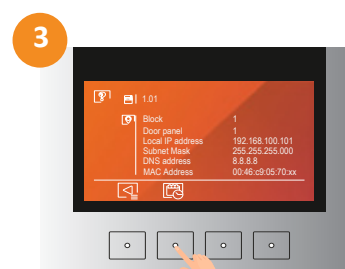 3
1.01
Block 1
Door panel 1
Local IP address 192.168.100.101
Subnet Mask 255.255.255.000
DNS address 8.8.8.8
MAC Address 00:46:c9:05:70:xx